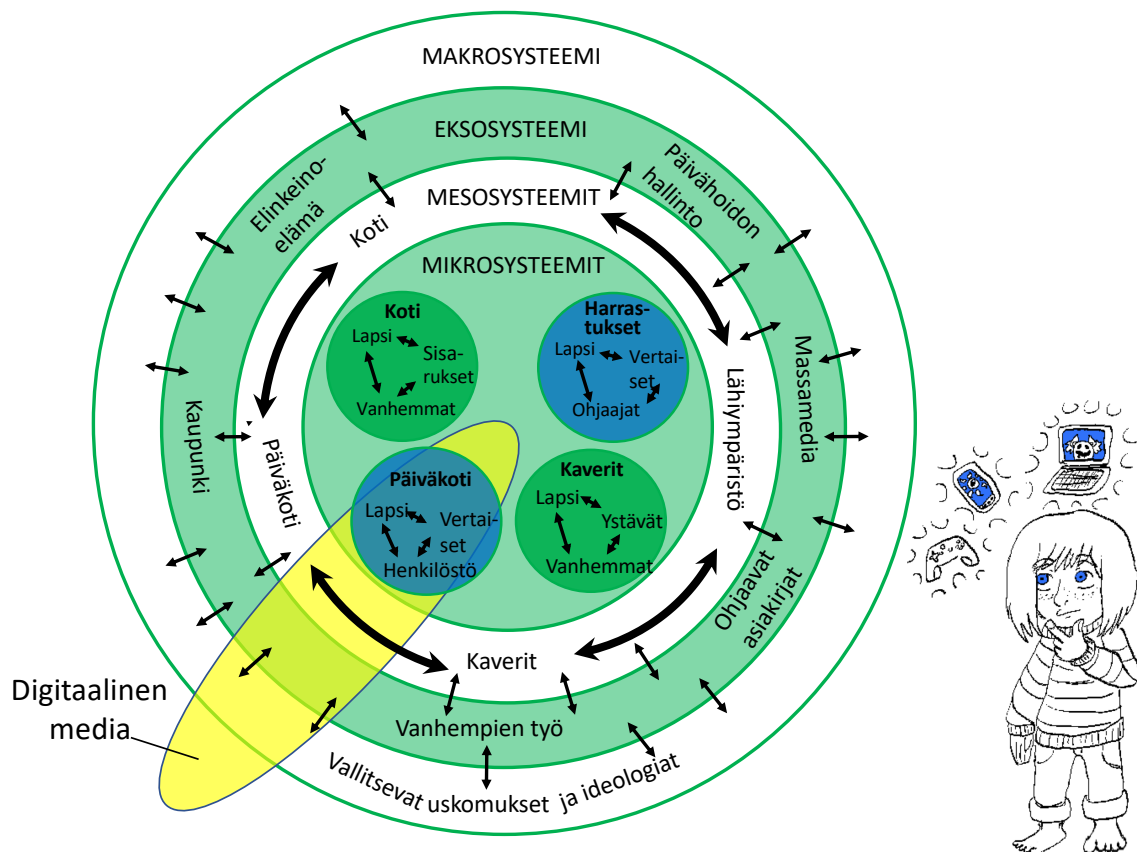 MAKROSYSTEEMI
EKSOSYSTEEMI
Elinkeino-
elämä
Päivähoidon
hallinto
Massamedia
Ohjaavat
asiakirjat
Vanhempien työ
Kaupunki
MESOSYSTEEMIT
Koti
Lähiympäristö
Kaverit
Päiväkoti
MIKROSYSTEEMIT
Koti
Lapsi
Sisa-
rukset
Vanhemmat
Harras-
tukset
Lapsi
Vertai-
set
Ohjaajat
Päiväkoti
Lapsi
Vertai-
set
Henkilöstö
Kaverit
Lapsi
Ystävät
Vanhemmat
Digitaalinen
media
Vallitsevat uskomukset ja ideologiat